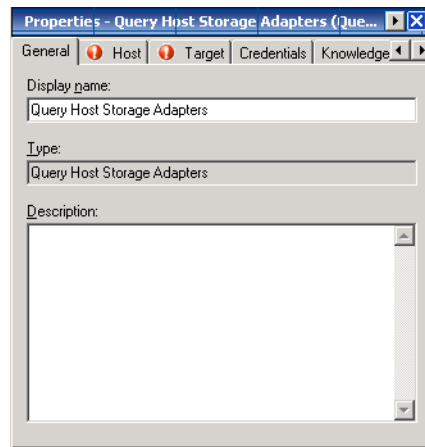 Properties - Query Host Storage Adapters (Que...
General Host Target Credentials Knowledge
Display name:
Query Host Storage Adapters
Type:
Query Host Storage Adapters
Description: